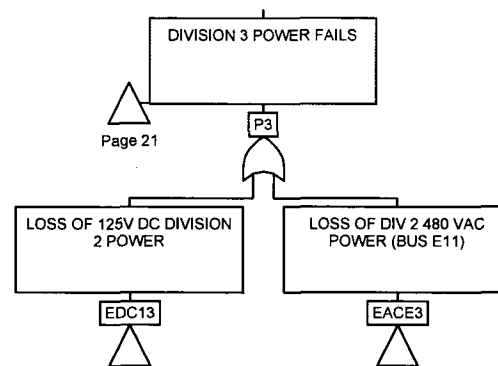 DIVISION 3 POWER FAILS
Page 21
P3
LOSS OF 125V DC DIVISION
2 POWER
LOSS OF DIV 2 480 VAC
POWER (BUS E11)
EDC13
EACE3